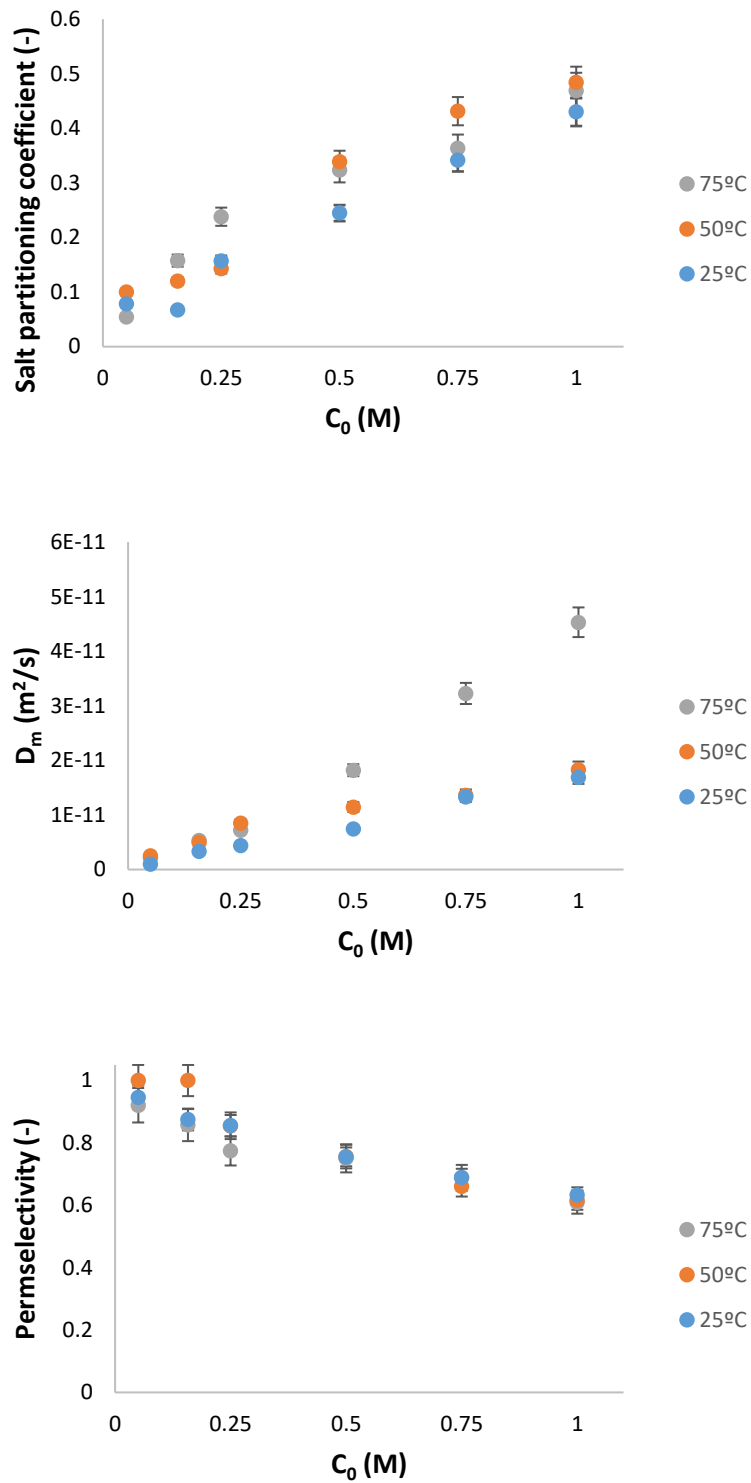 Salt partitioning coefficient (-)
0.6
0.5
0.4
0.3
0.2
0.1
0
0 0.25 0.5 0.75 1
C₀ (M)
75ºC
50ºC
25ºC
Dₘ (m²/s)
6E-11
5E-11
4E-11
3E-11
2E-11
1E-11
0
0 0.25 0.5 0.75 1
C₀ (M)
75ºC
50ºC
25ºC
Permselectivity (-)
1
0.8
0.6
0.4
0.2
0
0 0.25 0.5 0.75 1
C₀ (M)
75ºC
50ºC
25ºC